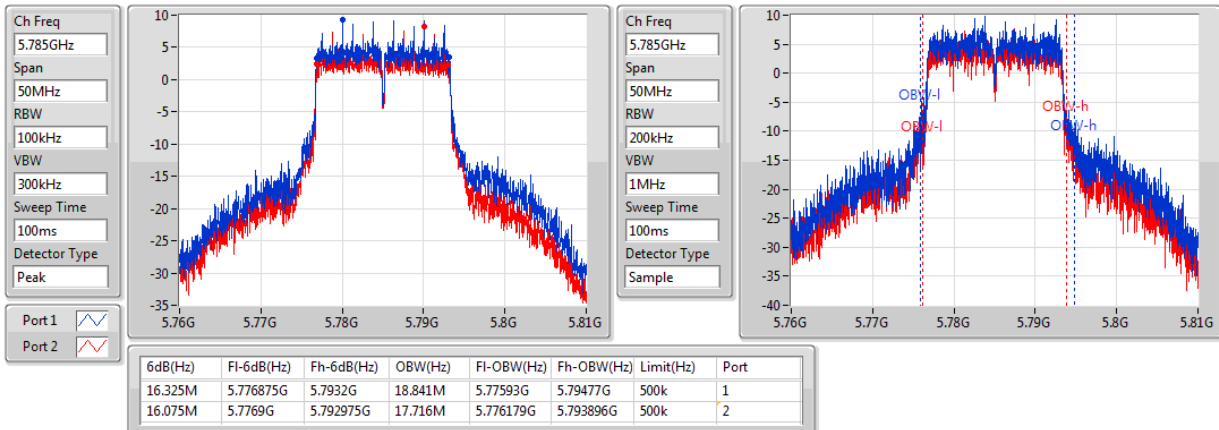 Ch Freq
5.785GHz
Span
50MHz
RBW
100kHz
VBW
300kHz
Sweep Time
100ms
Detector Type
Peak
Port 1
Port 2
10
5
0
-5
-10
-15
-20
-25
-30
-35
5.76G 5.77G 5.78G 5.79G 5.8G 5.81G
Ch Freq
5.785GHz
Span
50MHz
RBW
200kHz
VBW
1MHz
Sweep Time
100ms
Detector Type
Sample
10
5
0
-5
-10
-15
-20
-25
-30
-35
-40
OBW-l
OBW-l
OBW-h
OBW-h
5.76G 5.77G 5.78G 5.79G 5.8G 5.81G
6dB(Hz) Fl-6dB(Hz) Fh-6dB(Hz) OBW(Hz) Fl-OBW(Hz) Fh-OBW(Hz) Limit(Hz) Port
16.325M 5.776875G 5.7932G 18.841M 5.77593G 5.79477G 500k 1
16.075M 5.7769G 5.792975G 17.716M 5.776179G 5.793896G 500k 2